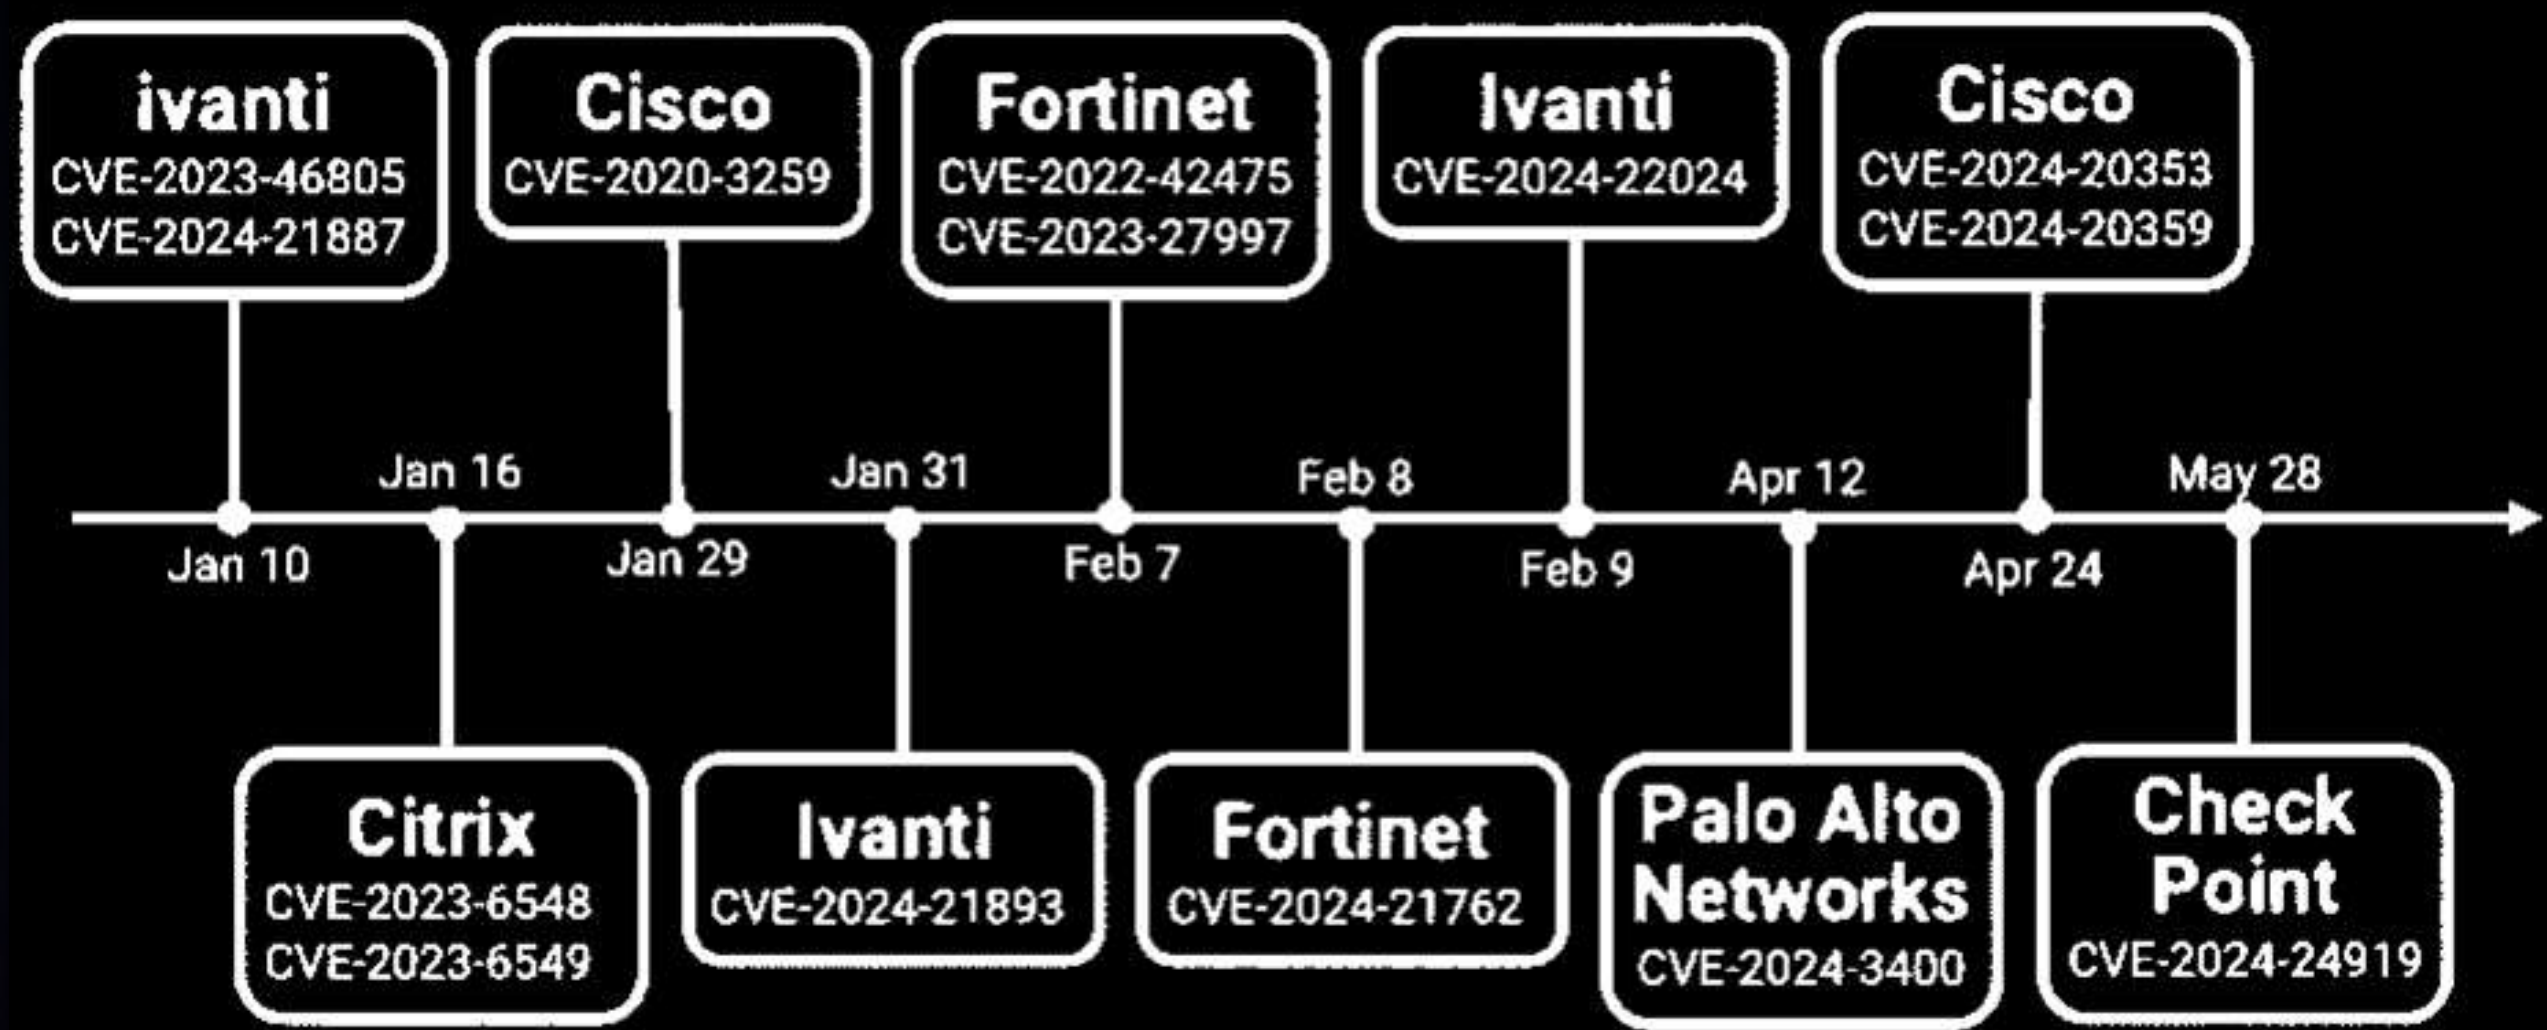 ivanti
CVE-2023-46805
CVE-2024-21887
Cisco
CVE-2020-3259
Fortinet
CVE-2022-42475
CVE-2023-27997
Ivanti
CVE-2024-22024
Cisco
CVE-2024-20353
CVE-2024-20359
Jan 10
Jan 16
Jan 29
Jan 31
Feb 7
Feb 8
Feb 9
Apr 12
Apr 24
May 28
Citrix
CVE-2023-6548
CVE-2023-6549
Ivanti
CVE-2024-21893
Fortinet
CVE-2024-21762
Palo Alto
Networks
CVE-2024-3400
Check
Point
CVE-2024-24919